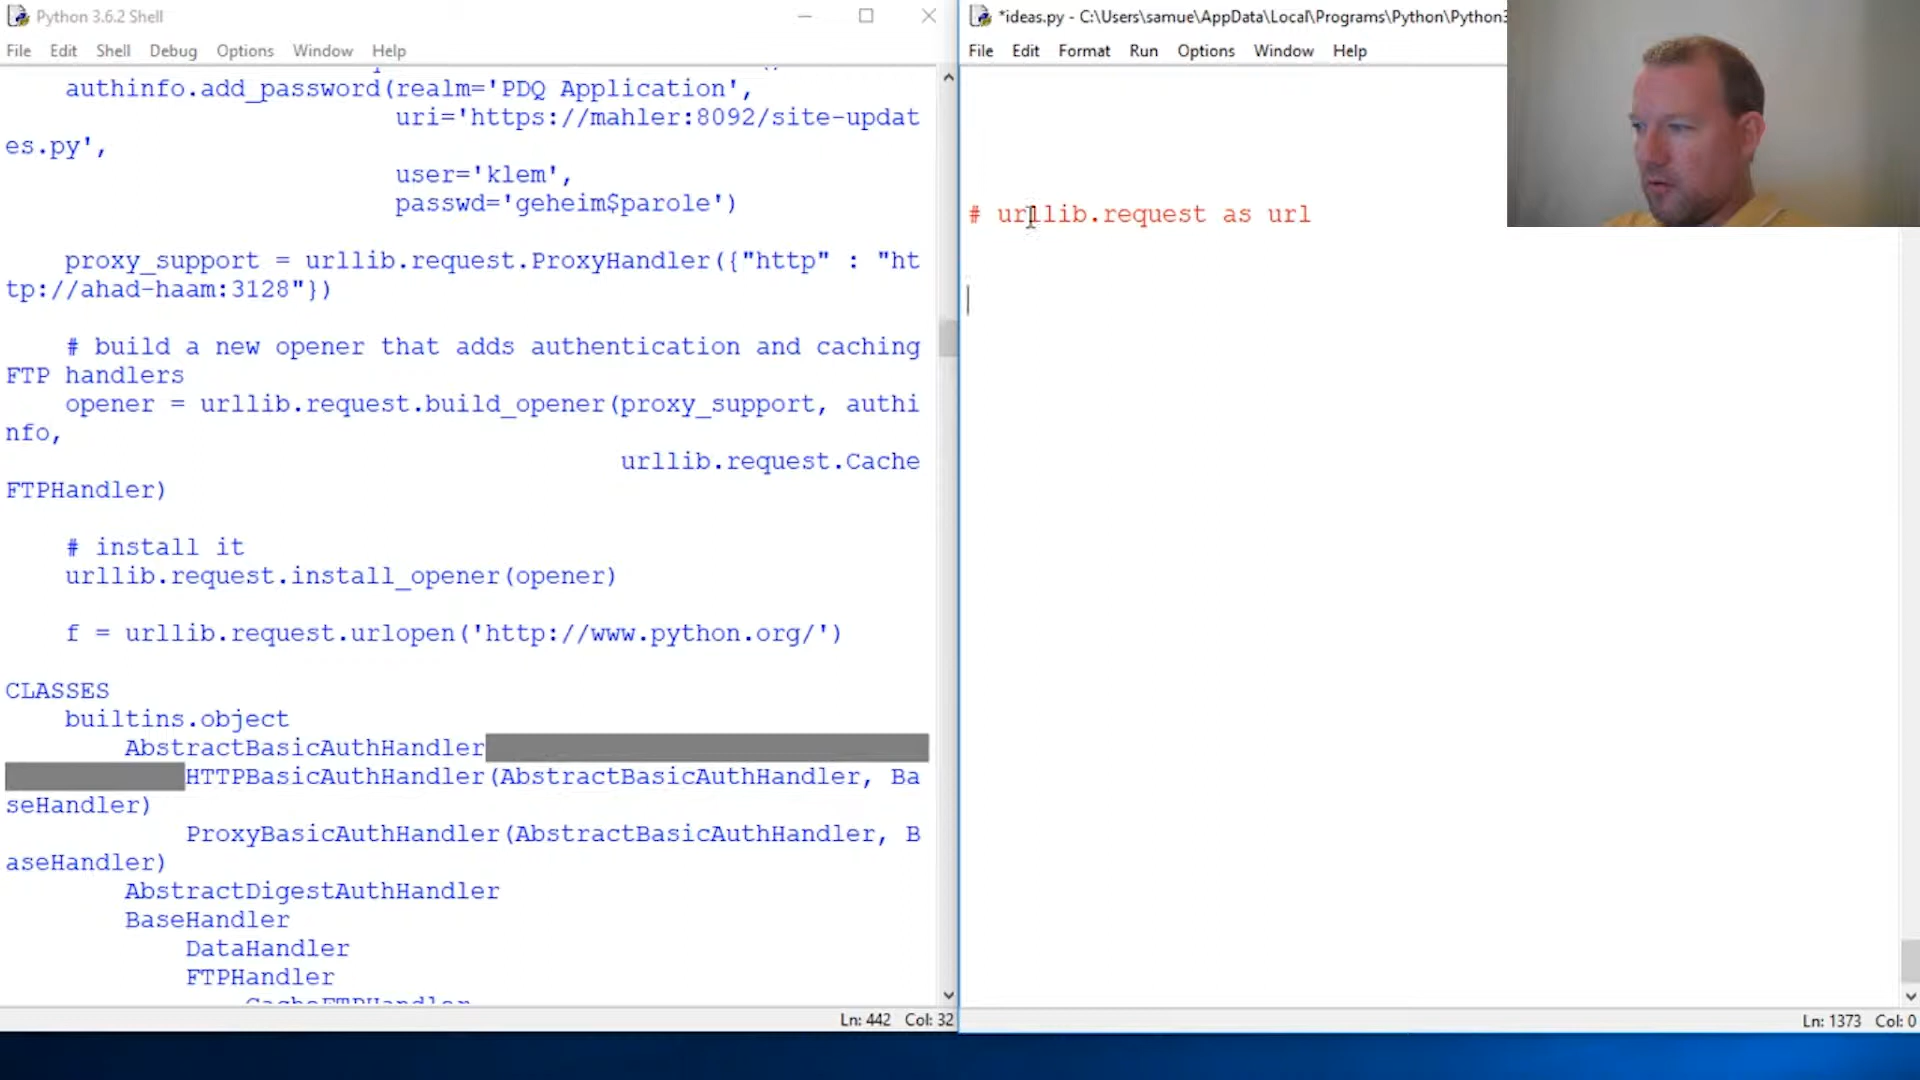 Python 3.6.2 Shell
File Edit Shell Debug Options Window Help
authinfo.add_password(realm='PDQ Application',
uri='https://mahler:8092/site-updat
es.py',
user='klem',
passwd='geheim$parole')
proxy_support = urllib.request.ProxyHandler({"http" : "ht
tp://ahad-haam:3128"})
# build a new opener that adds authentication and caching
FTP handlers
opener = urllib.request.build_opener(proxy_support, authi
nfo,
urllib.request.Cache
FTPHandler)
# install it
urllib.request.install_opener(opener)
f = urllib.request.urlopen('http://www.python.org/')
CLASSES
builtins.object
AbstractBasicAuthHandler
HTTPBasicAuthHandler(AbstractBasicAuthHandler, Ba
seHandler)
ProxyBasicAuthHandler(AbstractBasicAuthHandler, B
aseHandler)
AbstractDigestAuthHandler
BaseHandler
DataHandler
FTPHandler
CacheFTPHandler
Ln: 442 Col: 32
*ideas.py - C:\Users\samue\AppData\Local\Programs\Python\Python3
File Edit Format Run Options Window Help
# urllib.request as url
Ln: 1373 Col: 0